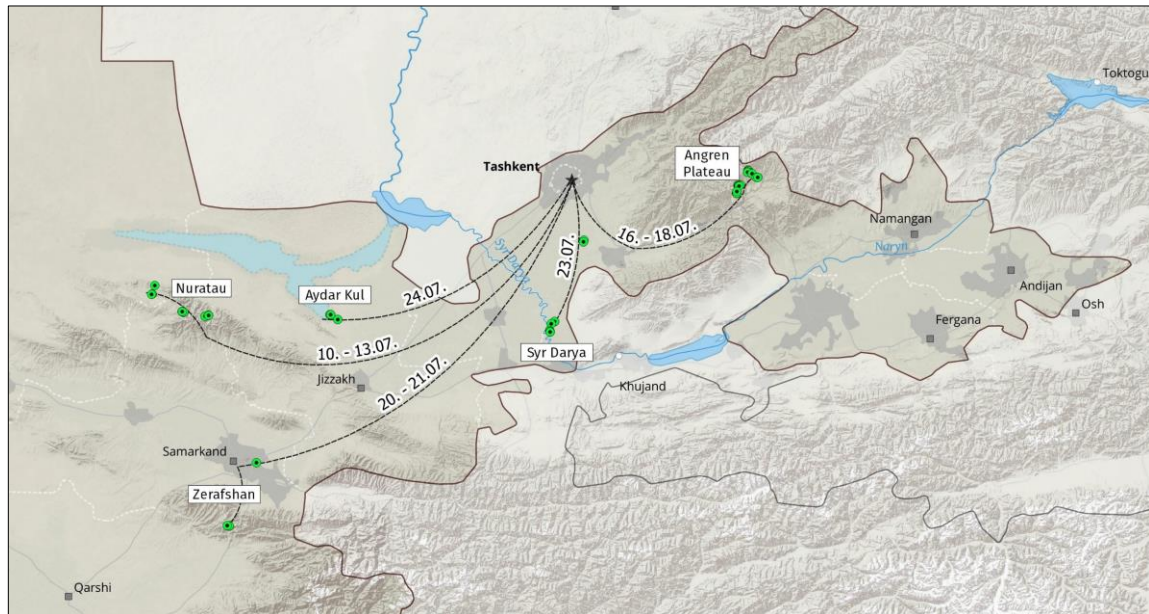 Toktogu
Tashkent
Angren
Plateau
Namangan
Naryn
16. - 18.07.
23.07.
Syr Darya
24.07.
Nuratau
Aydar Kul
Andijan
Osh
Fergana
10. - 13.07.
Syr Darya
20. - 21.07.
Jizzakh
Khujand
Samarkand
Zerafshan
Qarshi